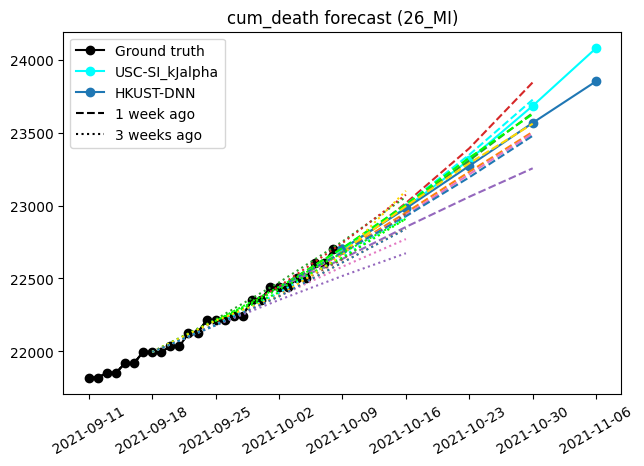 cum_death forecast (26_MI)
Ground truth
USC-SI_kJalpha
HKUST-DNN
1 week ago
3 weeks ago
24000
23500
23000
22500
22000
2021-09-11
2021-09-18
2021-09-25
2021-10-02
2021-10-09
2021-10-16
2021-10-23
2021-10-30
2021-11-06